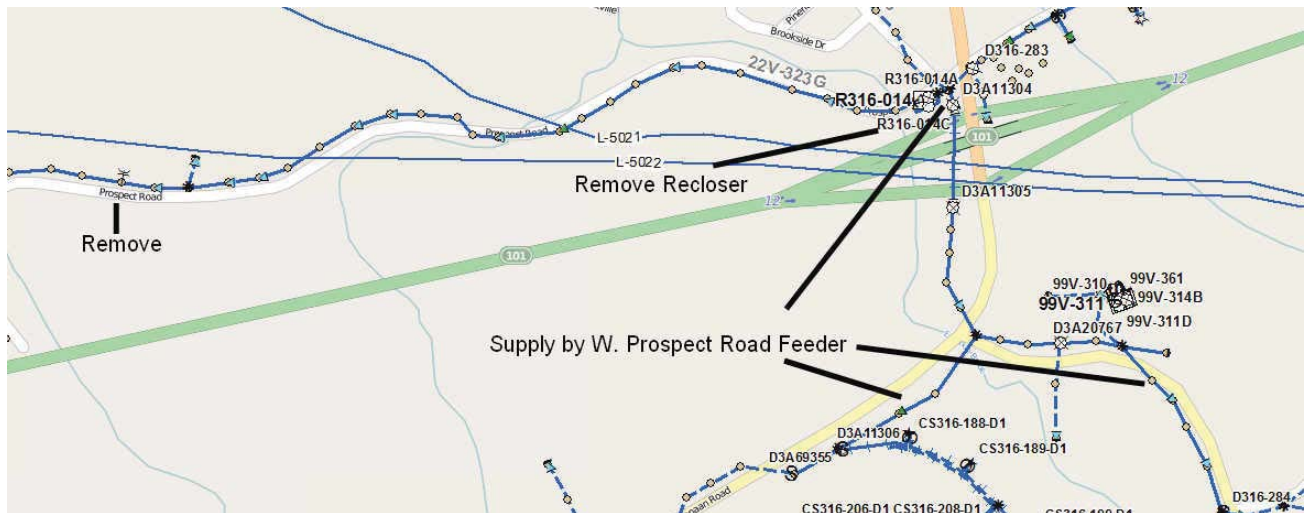 Brookside Dr
22V-323G
D316-283
12
R316-014A
D3A11304
R316-014
R316-014C
101
Prospect Road
L-5021
L-5022
Remove Recloser
Prospect Road
12
D3A11305
Remove
101
99V-310
99V-361
99V-311
99V-314B
99V-311D
D3A20767
Supply by W. Prospect Road Feeder
CS316-188-D1
D3A11306
D3A69355
CS316-189-D1
CS316-206-D1
CS316-208-D1
D316-284